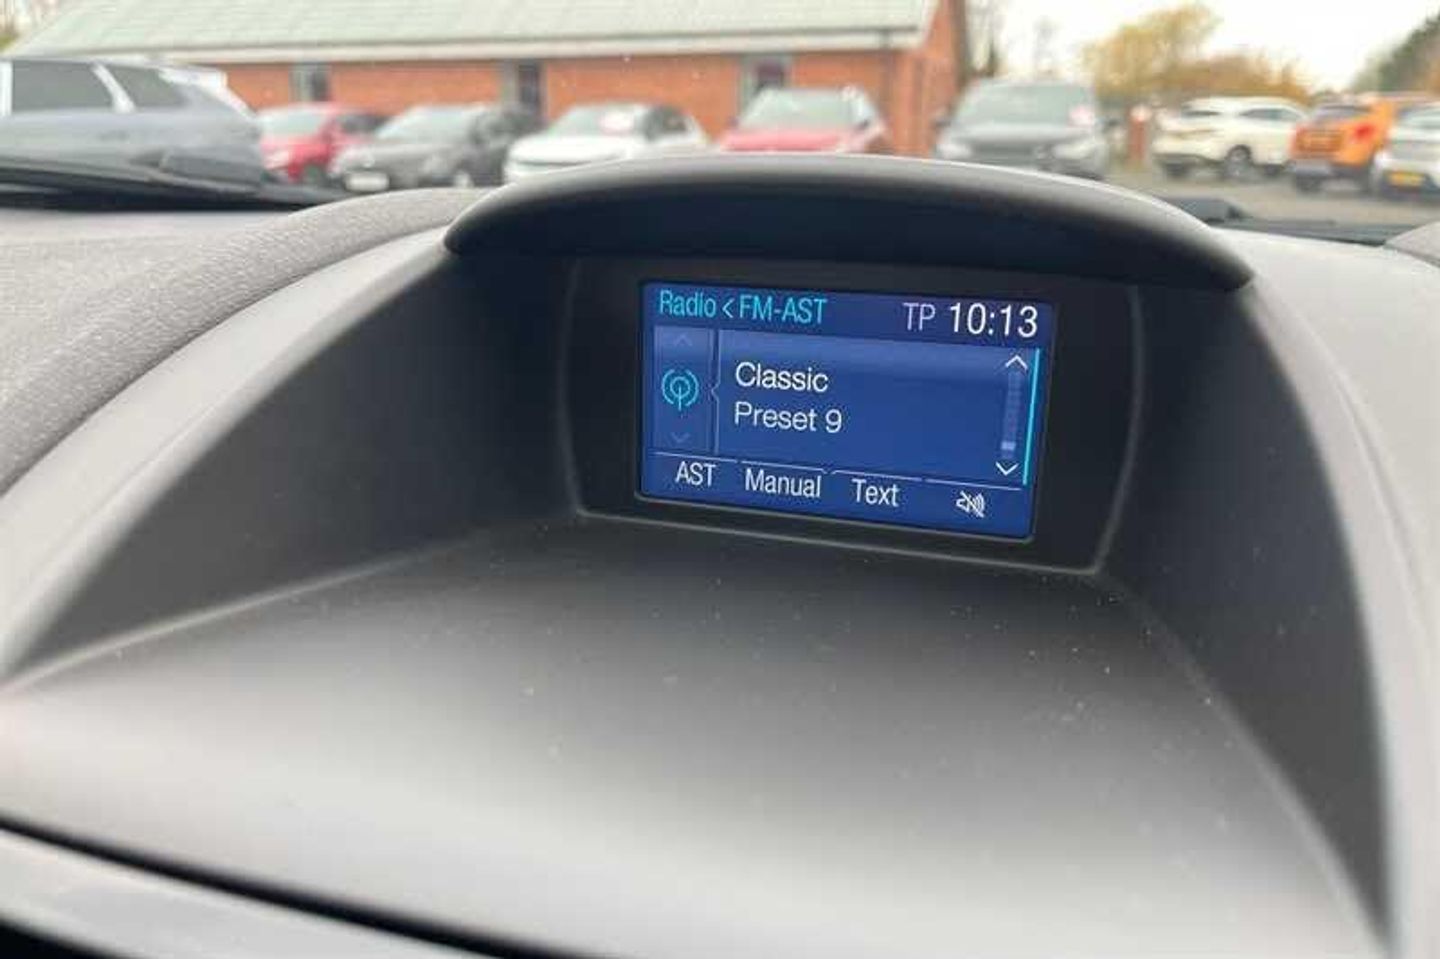 Radio < FM-AST TP 10:13
Classic
Preset 9
AST Manual Text